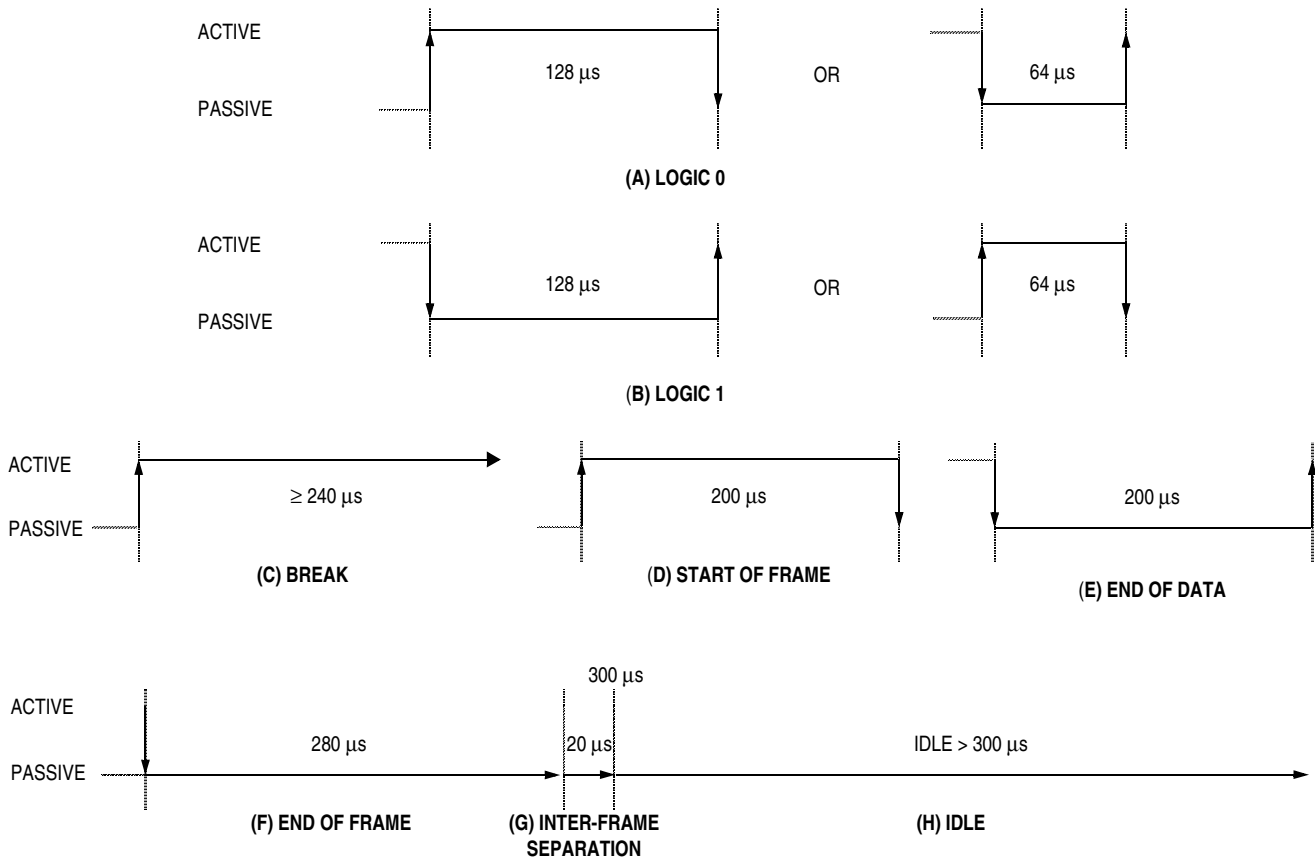 ACTIVE
128 μs
OR
64 μs
PASSIVE
(A) LOGIC 0
ACTIVE
128 μs
OR
64 μs
PASSIVE
(B) LOGIC 1
ACTIVE
≥ 240 μs
200 μs
200 μs
PASSIVE
(C) BREAK
(D) START OF FRAME
(E) END OF DATA
300 μs
ACTIVE
280 μs
20 μs
IDLE > 300 μs
PASSIVE
(F) END OF FRAME
(G) INTER-FRAME
SEPARATION
(H) IDLE